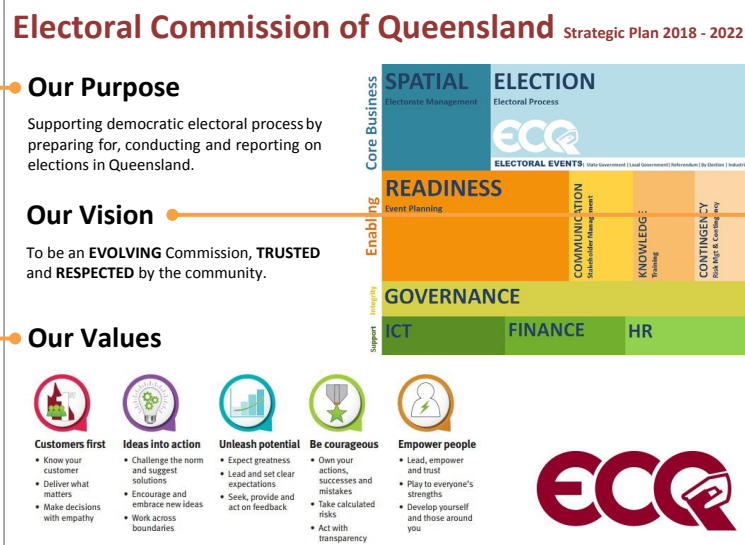 Electoral Commission of Queensland Strategic Plan 2018 - 2022
Our Purpose
Supporting democratic electoral process by
preparing for, conducting and reporting on
elections in Queensland.
Our Vision
To be an EVOLVING Commission, TRUSTED
and RESPECTED by the community.
Our Values
Core Business
SPATIAL
Electorate Management
ELECTION
Electoral Process
ECQ
ELECTORAL EVENTS: State Government | Local Government | Referendum | By Election | Industri
Enabling
READINESS
Event Planning
COMMUNICATION
Stakeholder Management
KNOWLEDGE
Training
CONTINGENCY
Risk Mgt & Contingency
Integrity
GOVERNANCE
Support
ICT
FINANCE
HR
Customers first
• Know your
customer
• Deliver what
matters
• Make decisions
with empathy
Ideas into action
• Challenge the norm
and suggest
solutions
• Encourage and
embrace new ideas
• Work across
boundaries
Unleash potential
• Expect greatness
• Lead and set clear
expectations
• Seek, provide and
act on feedback
Be courageous
• Own your
actions,
successes and
mistakes
• Take calculated
risks
• Act with
transparency
Empower people
• Lead, empower
and trust
• Play to everyone's
strengths
• Develop yourself
and those around
you
ECQ